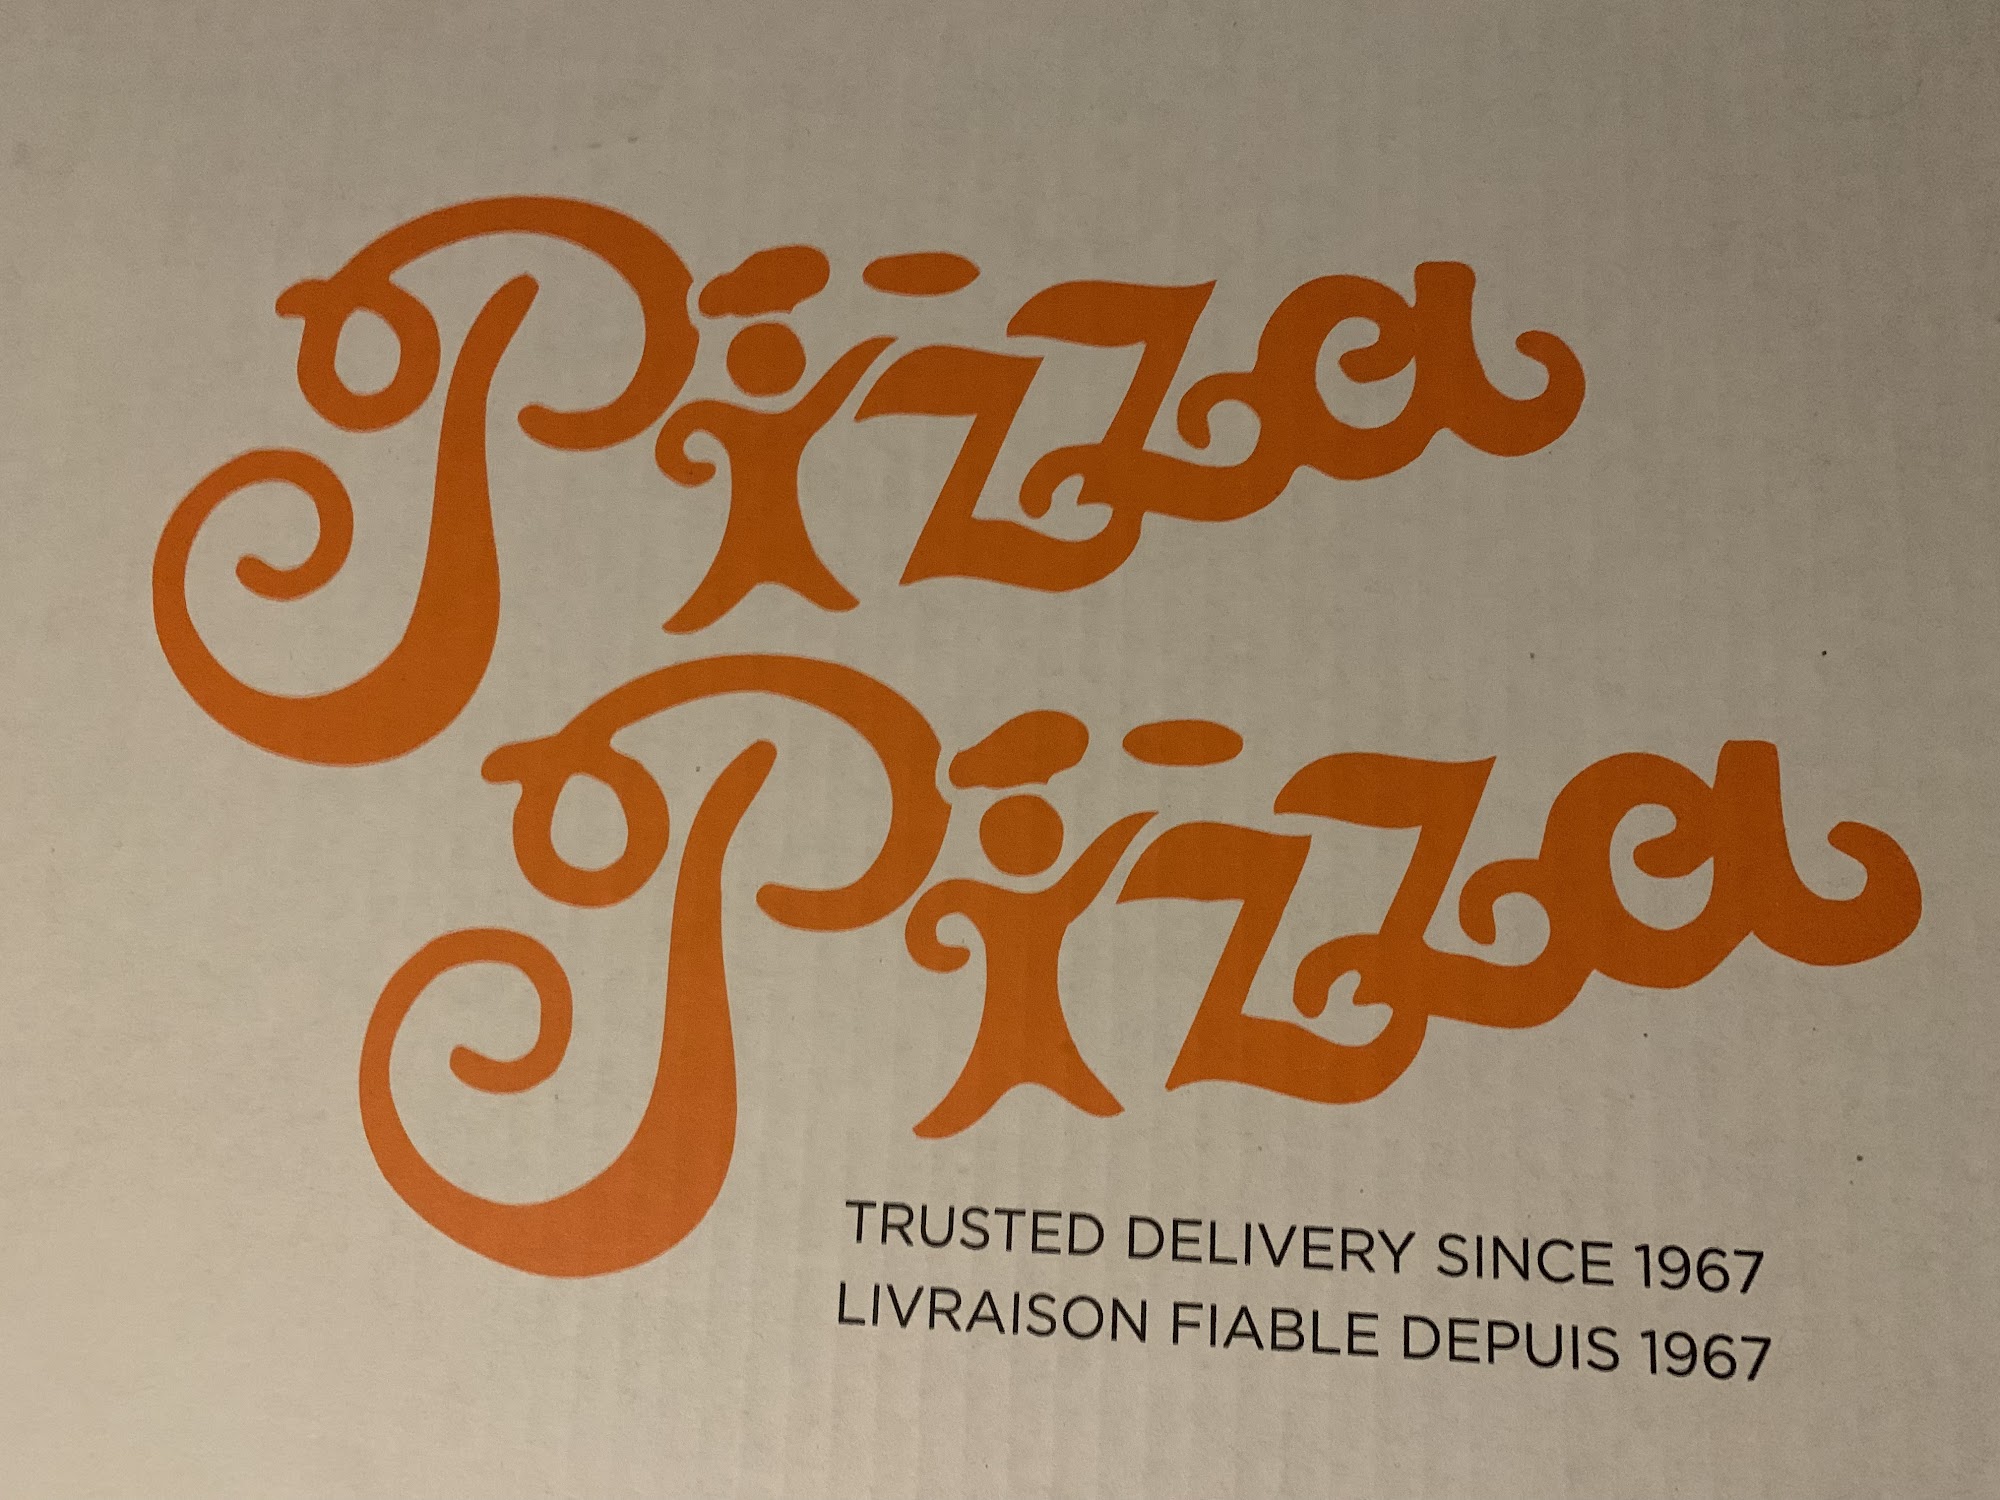 Pizza
Pizza
TRUSTED DELIVERY SINCE 1967
LIVRAISON FIABLE DEPUIS 1967